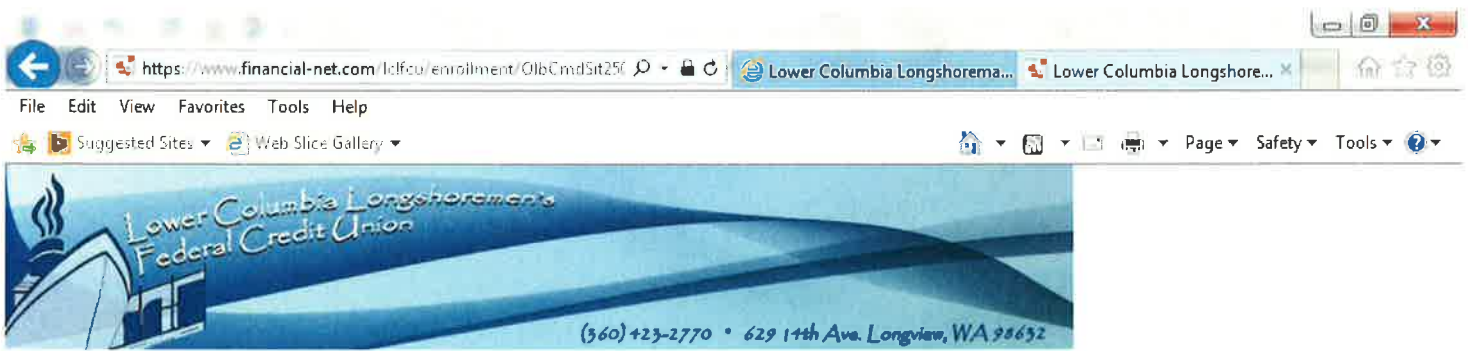 https://www.financial-net.com/lclfcu/enrollment/OlbCmdSit25( Lower Columbia Longshorema... Lower Columbia Longshore... ×
File Edit View Favorites Tools Help
Suggested Sites ▾ Web Slice Gallery ▾ Page ▾ Safety ▾ Tools ▾
Lower Columbia Longshoremen's
Federal Credit Union
(360) 423-2770 • 629 14th Ave. Longview, WA 98632